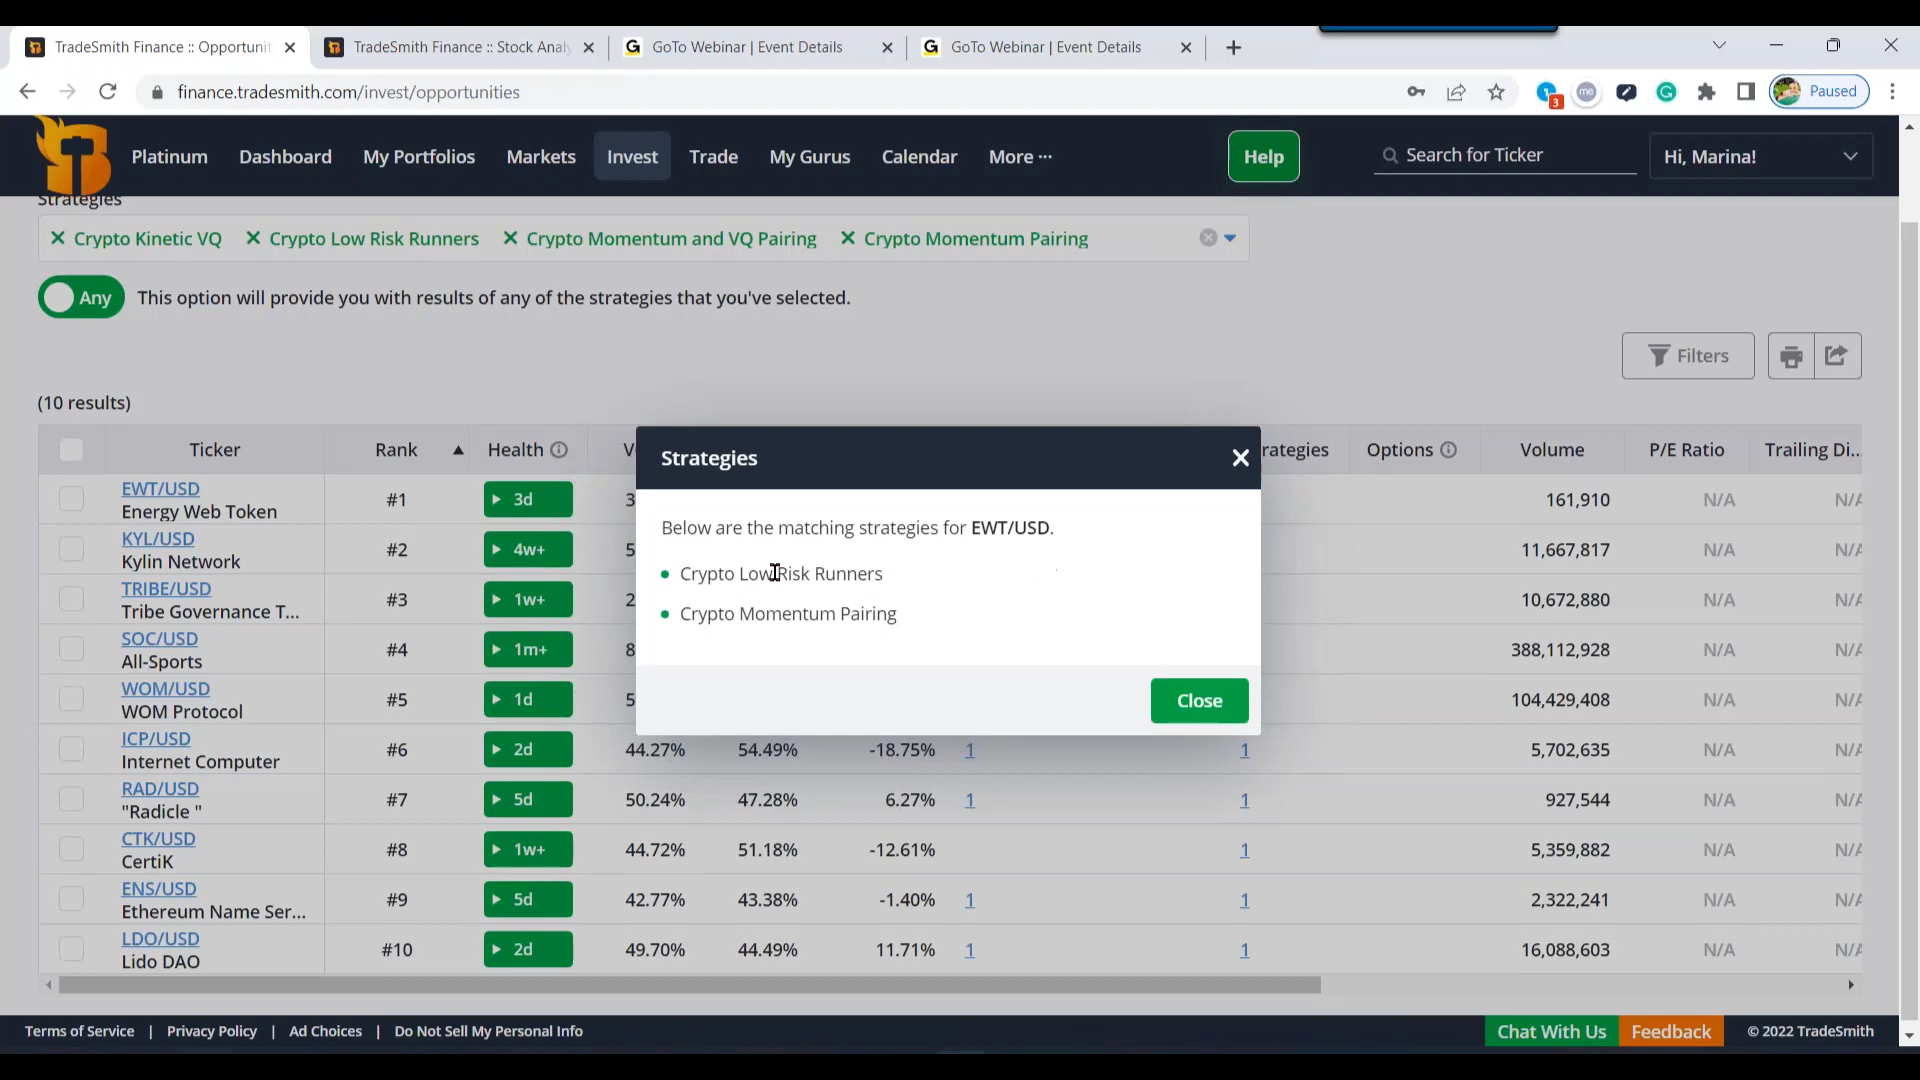 TradeSmith Finance :: Opportunit
TradeSmith Finance :: Stock Anal
GoTo Webinar | Event Details
GoTo Webinar | Event Details
finance.tradesmith.com/invest/opportunities
3
Paused
Platinum Dashboard My Portfolios Markets Invest Trade My Gurus Calendar More ···
Help
Search for Ticker
Hi, Marina!
Strategies
Crypto Kinetic VQ Crypto Low Risk Runners Crypto Momentum and VQ Pairing Crypto Momentum Pairing
Any This option will provide you with results of any of the strategies that you've selected.
Filters
(10 results)
Ticker Rank Health V rategies Options Volume P/E Ratio Trailing Di...
EWT/USD
Energy Web Token #1 3d 3 161,910 N/A N/A
KYL/USD
Kylin Network #2 4w+ 5 11,667,817 N/A N/A
TRIBE/USD
Tribe Governance T... #3 1w+ 2 10,672,880 N/A N/A
SOC/USD
All-Sports #4 1m+ 8 388,112,928 N/A N/A
WOM/USD
WOM Protocol #5 1d 5 104,429,408 N/A N/A
ICP/USD
Internet Computer #6 2d 44.27% 54.49% -18.75% 1 1 5,702,635 N/A N/A
RAD/USD
"Radicle " #7 5d 50.24% 47.28% 6.27% 1 1 927,544 N/A N/A
CTK/USD
CertiK #8 1w+ 44.72% 51.18% -12.61% 1 5,359,882 N/A N/A
ENS/USD
Ethereum Name Ser... #9 5d 42.77% 43.38% -1.40% 1 1 2,322,241 N/A N/A
LDO/USD
Lido DAO #10 2d 49.70% 44.49% 11.71% 1 1 16,088,603 N/A N/A
Strategies
Below are the matching strategies for EWT/USD.
Crypto Low Risk Runners
Crypto Momentum Pairing
Close
Terms of Service | Privacy Policy | Ad Choices | Do Not Sell My Personal Info
Chat With Us Feedback © 2022 TradeSmith